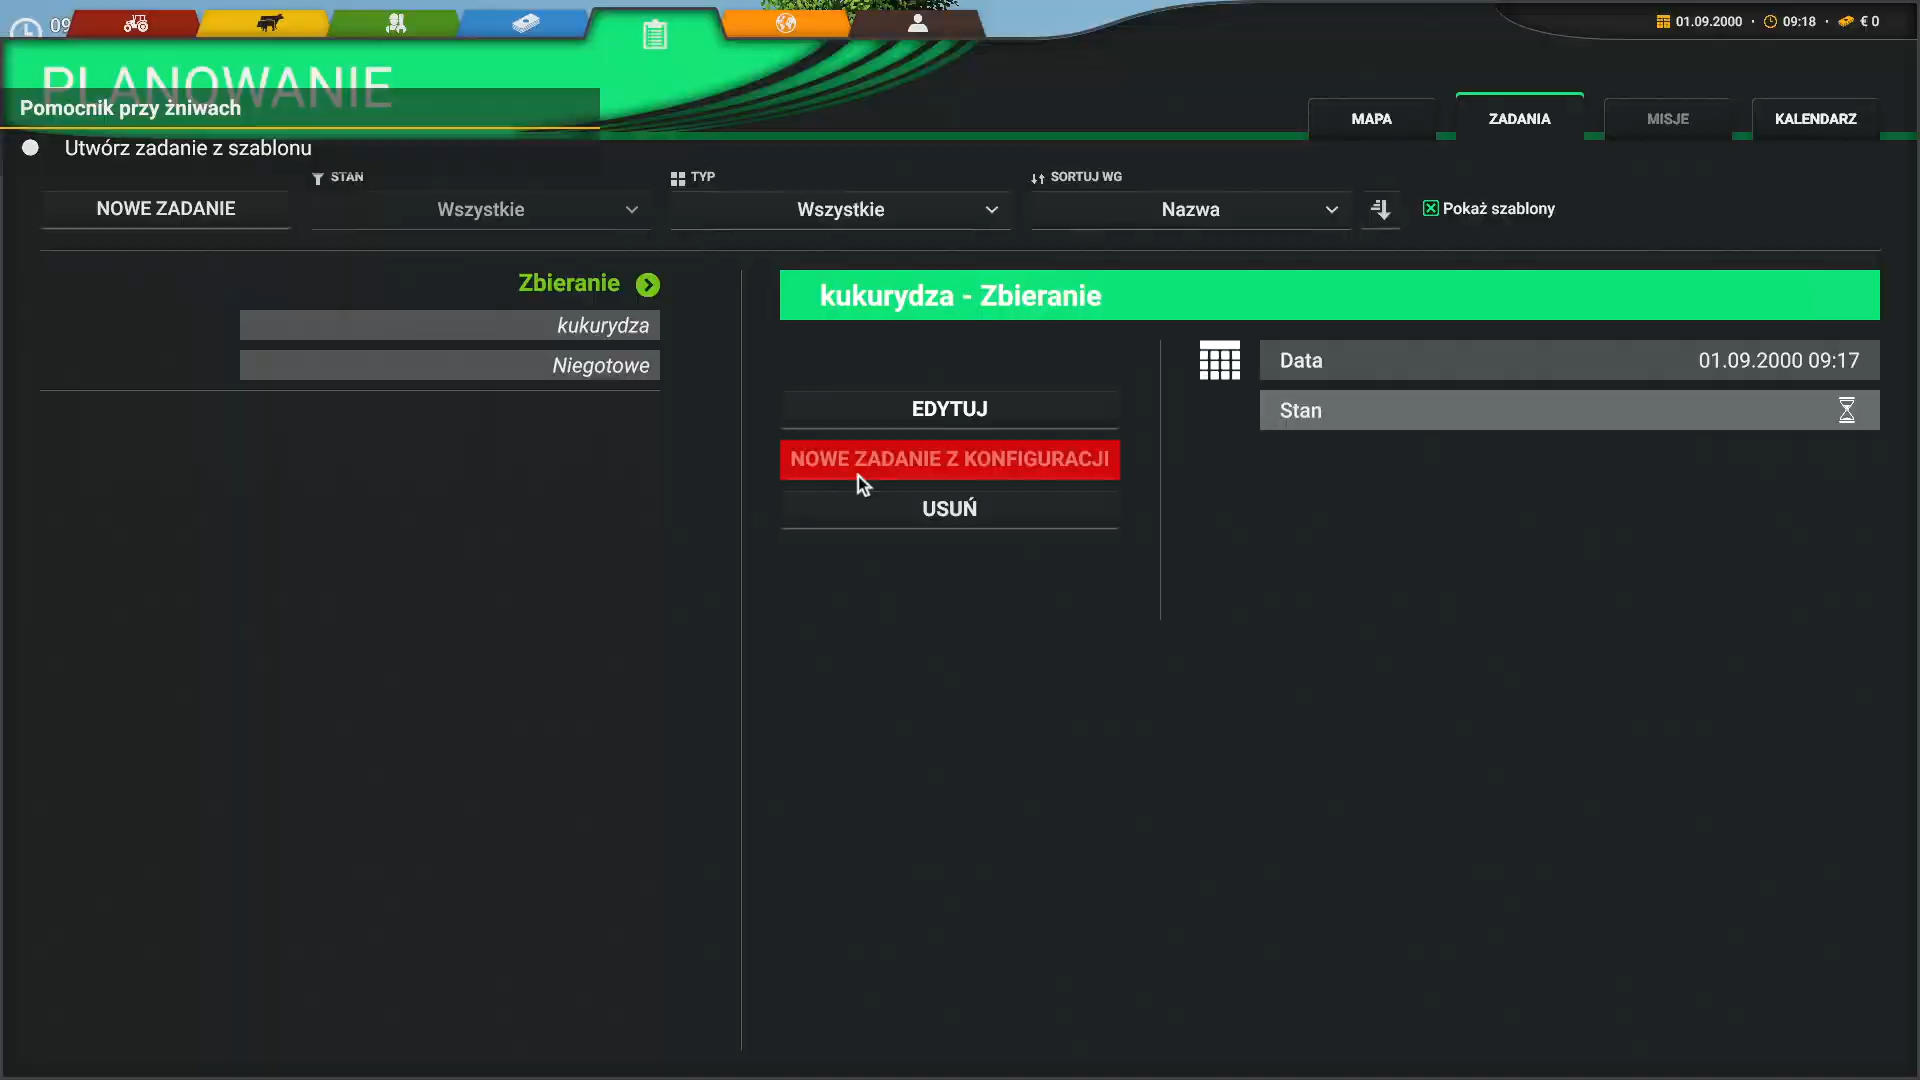 09
01.09.2000 · 09:18 · € 0
PLANOWANIE
Pomocnik przy żniwach
MAPA
ZADANIA
MISJE
KALENDARZ
Utwórz zadanie z szablonu
STAN
TYP
SORTUJ WG
NOWE ZADANIE
Wszystkie
Wszystkie
Nazwa
Pokaż szablony
Zbieranie
kukurydza
Niegotowe
kukurydza - Zbieranie
EDYTUJ
NOWE ZADANIE Z KONFIGURACJI
USUŃ
Data
01.09.2000 09:17
Stan